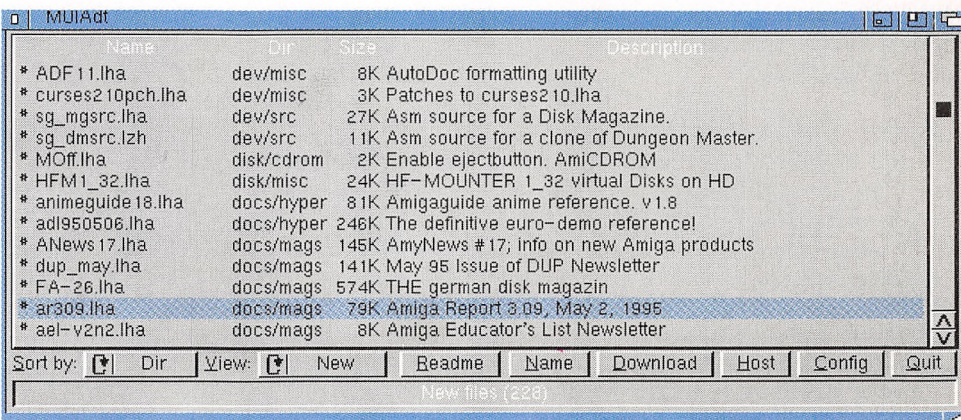 MUIAdt
Name Dir Size Description
* ADF11.lha dev/misc 8K AutoDoc formatting utility
* curses210pch.lha dev/misc 3K Patches to curses210.lha
* sg_mgsrc.lha dev/src 27K Asm source for a Disk Magazine.
* sg_dmsrc.lzh dev/src 11K Asm source for a clone of Dungeon Master.
* MOff.lha disk/cdrom 2K Enable ejectbutton. AmiCDROM
* HFM1_32.lha disk/misc 24K HF-MOUNTER 1_32 virtual Disks on HD
* animeguide18.lha docs/hyper 81K Amigaguide anime reference. v1.8
* adl950506.lha docs/hyper 246K The definitive euro-demo reference!
* ANews17.lha docs/mags 145K AmyNews #17; info on new Amiga products
* dup_may.lha docs/mags 141K May 95 Issue of DUP Newsletter
* FA-26.lha docs/mags 574K THE german disk magazin
* ar309.lha docs/mags 79K Amiga Report 3.09, May 2, 1995
* ael-v2n2.lha docs/mags 8K Amiga Educator's List Newsletter
Sort by: Dir View: New Readme Name Download Host Config Quit
New files (228)